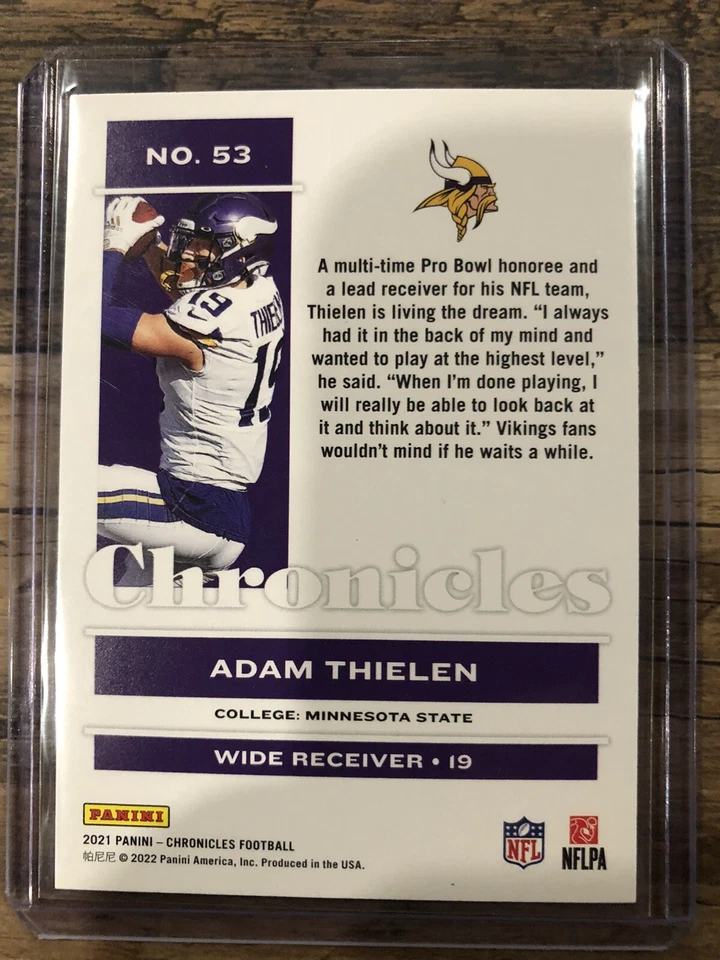 NO. 53
THIELEN
19
19
A multi-time Pro Bowl honoree and
a lead receiver for his NFL team,
Thielen is living the dream. “I always
had it in the back of my mind and
wanted to play at the highest level,”
he said. “When I’m done playing, I
will really be able to look back at
it and think about it.” Vikings fans
wouldn’t mind if he waits a while.
Chronicles
ADAM THIELEN
COLLEGE: MINNESOTA STATE
WIDE RECEIVER • 19
PANINI
2021 PANINI – CHRONICLES FOOTBALL
帕尼尼 © 2022 Panini America, Inc. Produced in the USA.
NFL
NFLPA